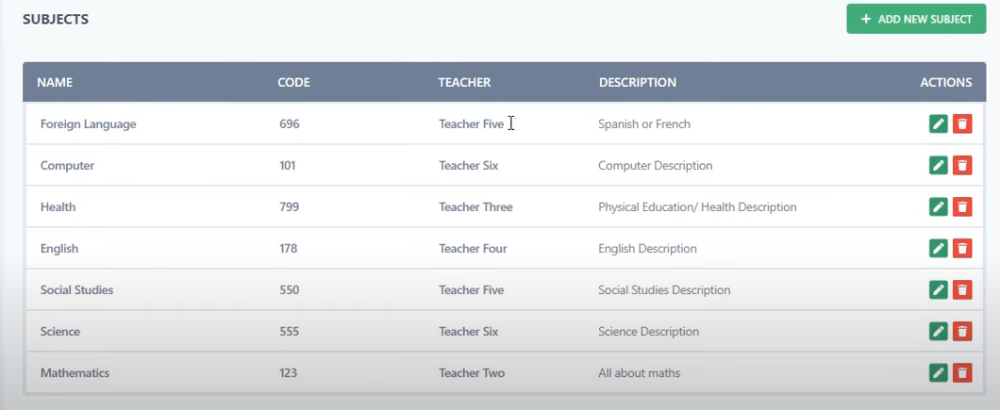 SUBJECTS
+ ADD NEW SUBJECT
NAME CODE TEACHER DESCRIPTION ACTIONS
Foreign Language 696 Teacher Five Spanish or French
Computer 101 Teacher Six Computer Description
Health 799 Teacher Three Physical Education/ Health Description
English 178 Teacher Four English Description
Social Studies 550 Teacher Five Social Studies Description
Science 555 Teacher Six Science Description
Mathematics 123 Teacher Two All about maths